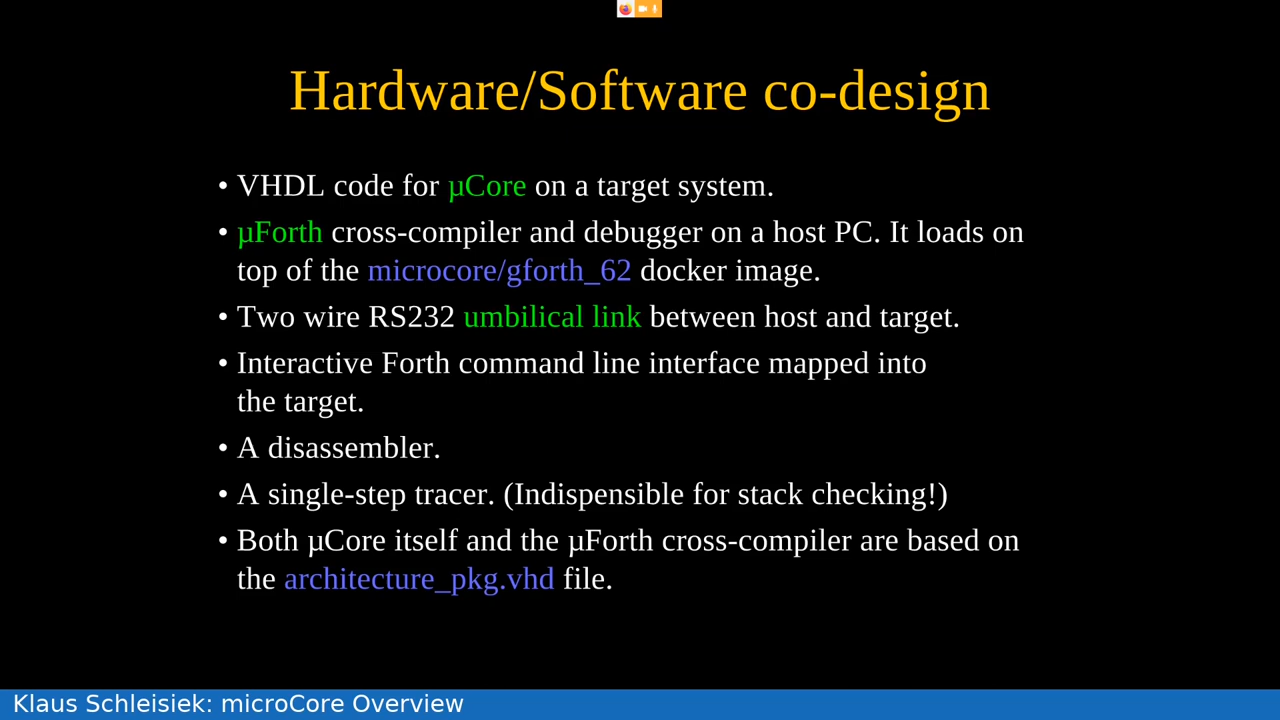 Hardware/Software co-design
• VHDL code for µCore on a target system.
• µForth cross-compiler and debugger on a host PC. It loads on
top of the microcore/gforth_62 docker image.
• Two wire RS232 umbilical link between host and target.
• Interactive Forth command line interface mapped into
the target.
• A disassembler.
• A single-step tracer. (Indispensible for stack checking!)
• Both µCore itself and the µForth cross-compiler are based on
the architecture_pkg.vhd file.
Klaus Schleisiek: microCore Overview